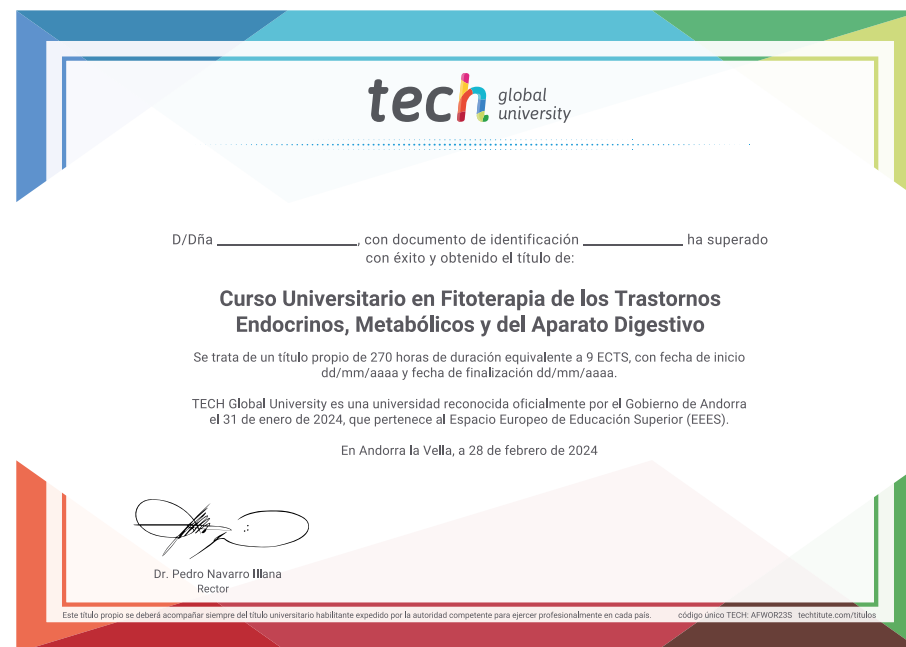 tech global
university
D/Dña ____________________, con documento de identificación ______________ ha superado
con éxito y obtenido el título de:
Curso Universitario en Fitoterapia de los Trastornos
Endocrinos, Metabólicos y del Aparato Digestivo
Se trata de un título propio de 270 horas de duración equivalente a 9 ECTS, con fecha de inicio
dd/mm/aaaa y fecha de finalización dd/mm/aaaa.
TECH Global University es una universidad reconocida oficialmente por el Gobierno de Andorra
el 31 de enero de 2024, que pertenece al Espacio Europeo de Educación Superior (EEES).
En Andorra la Vella, a 28 de febrero de 2024
Dr. Pedro Navarro Illana
Rector
Este título propio se deberá acompañar siempre del título universitario habilitante expedido por la autoridad competente para ejercer profesionalmente en cada país. código único TECH: AFWOR23S techtitute.com/titulos